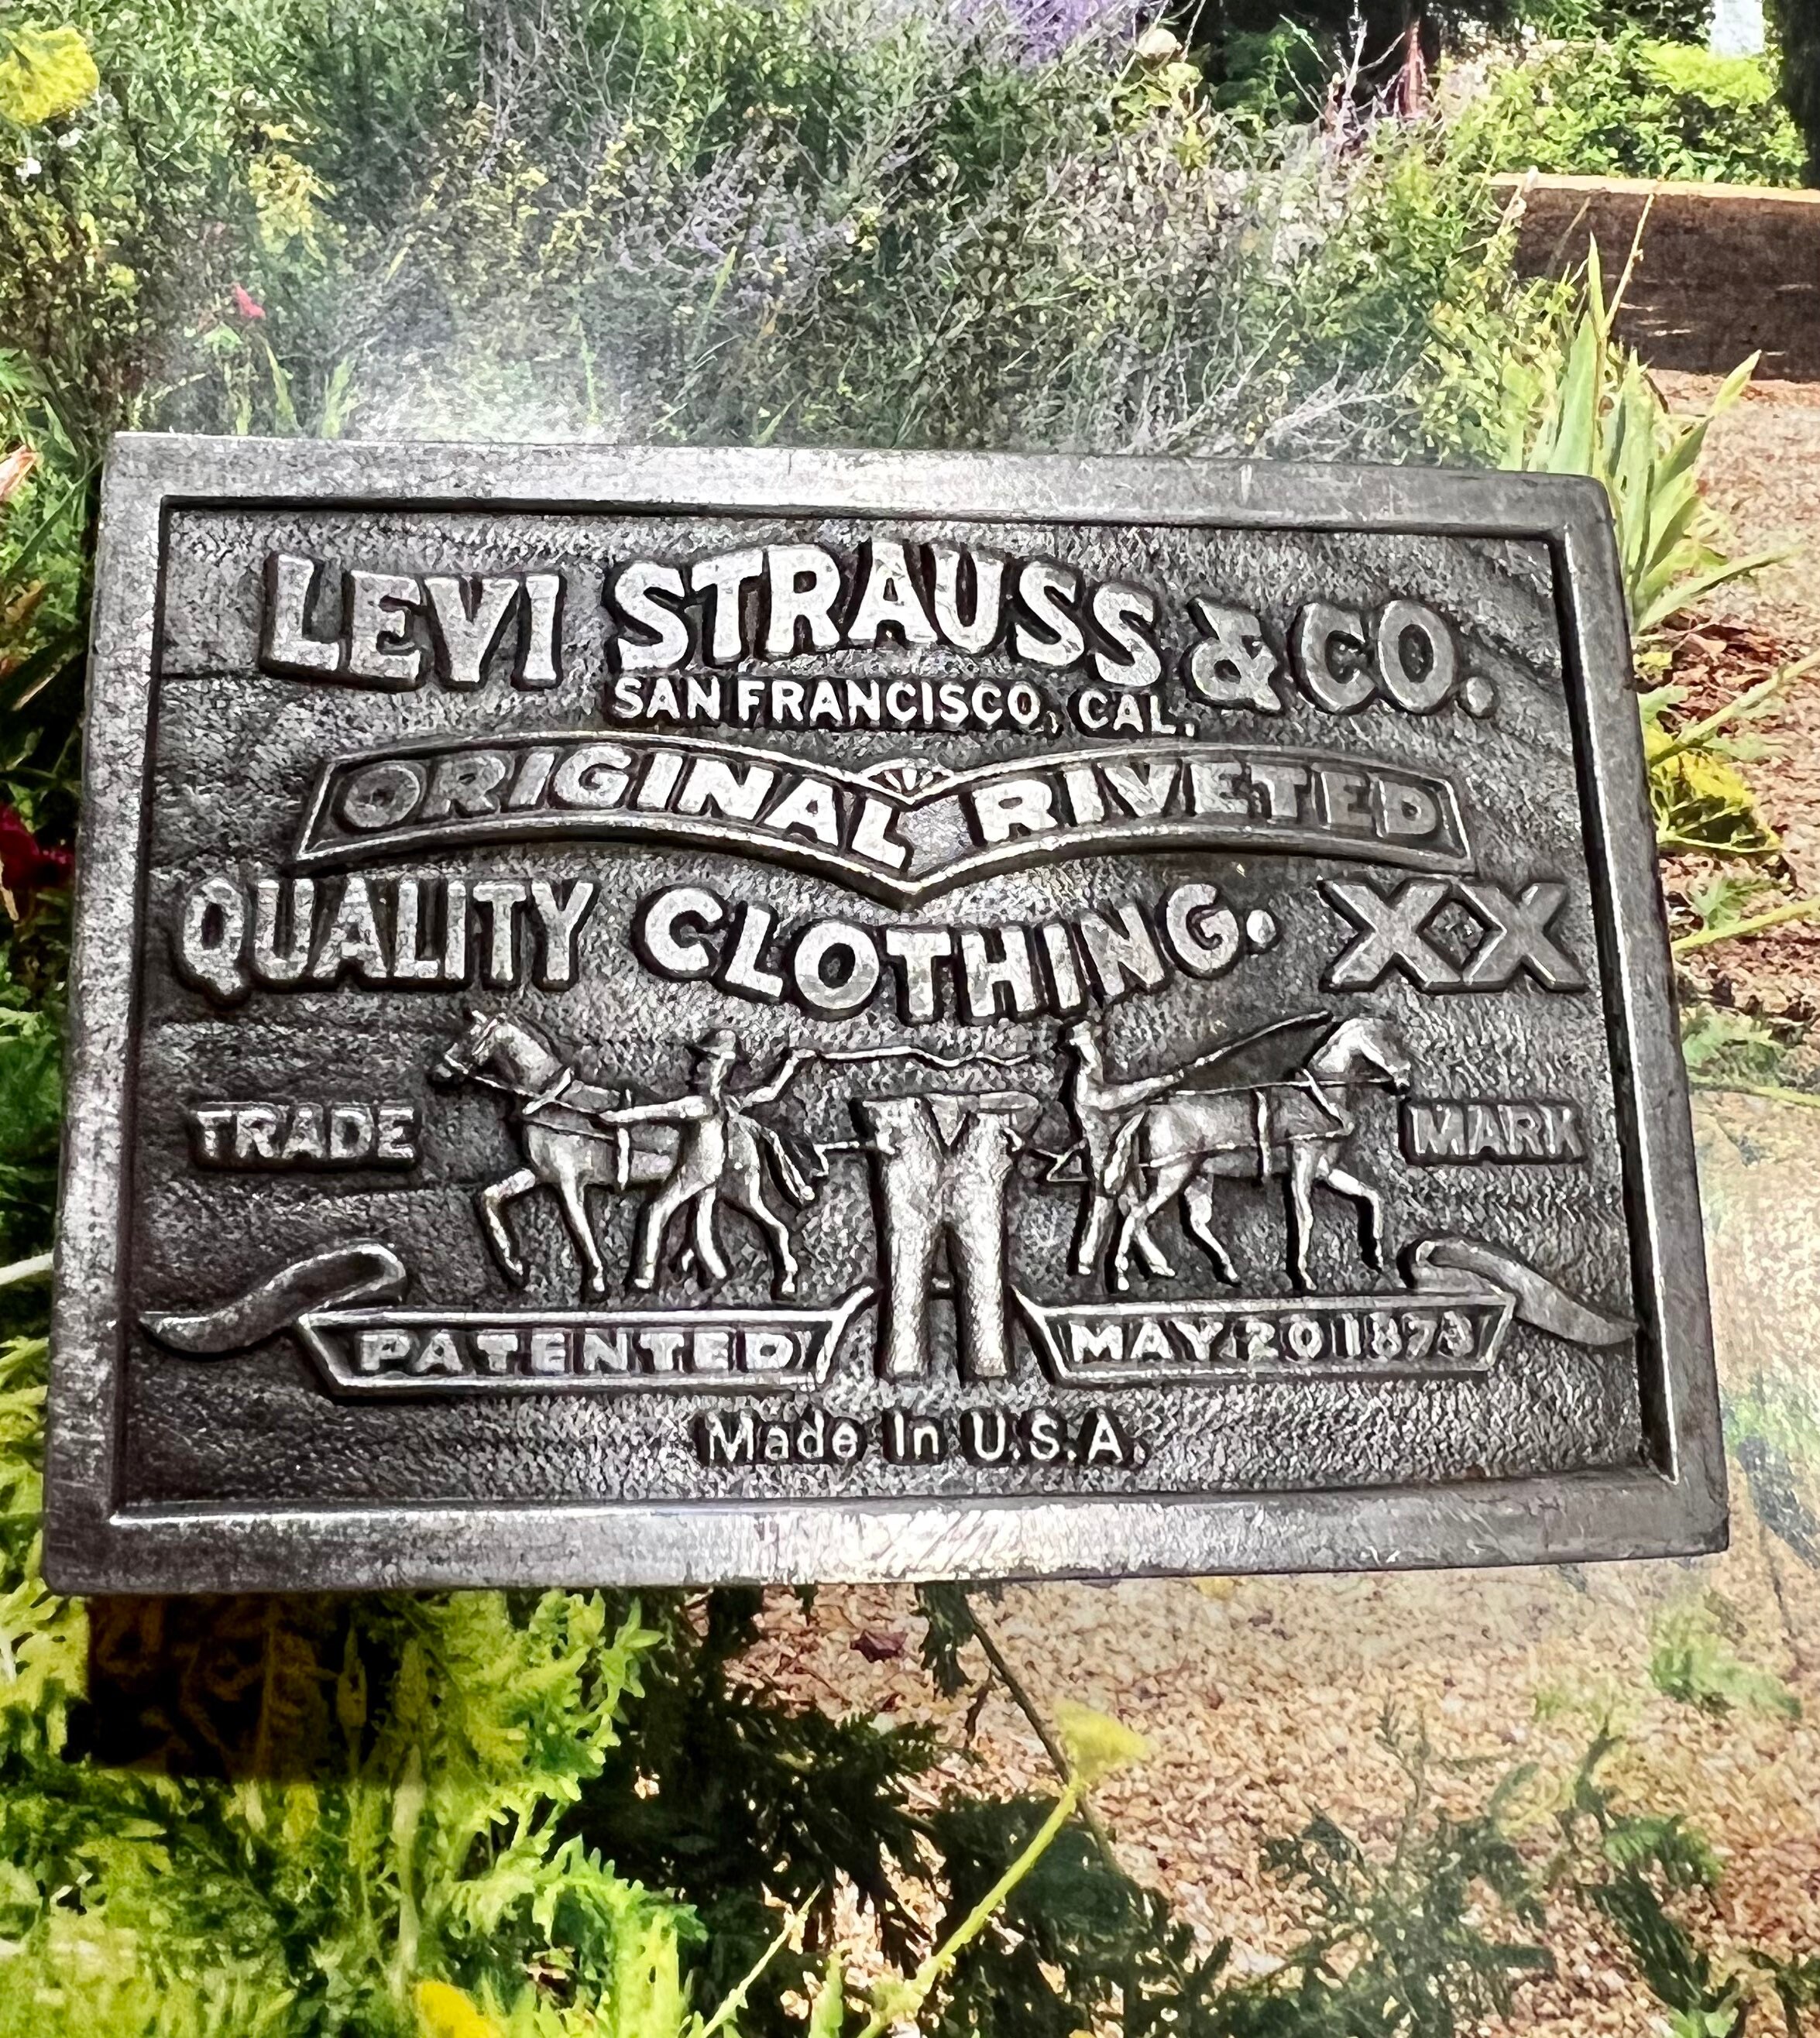 LEVI STRAUSS & CO.
SAN FRANCISCO, CAL.
ORIGINAL RIVETED
QUALITY CLOTHING. XX
TRADE MARK
PATENTED MAY 20 1873
Made In U.S.A.